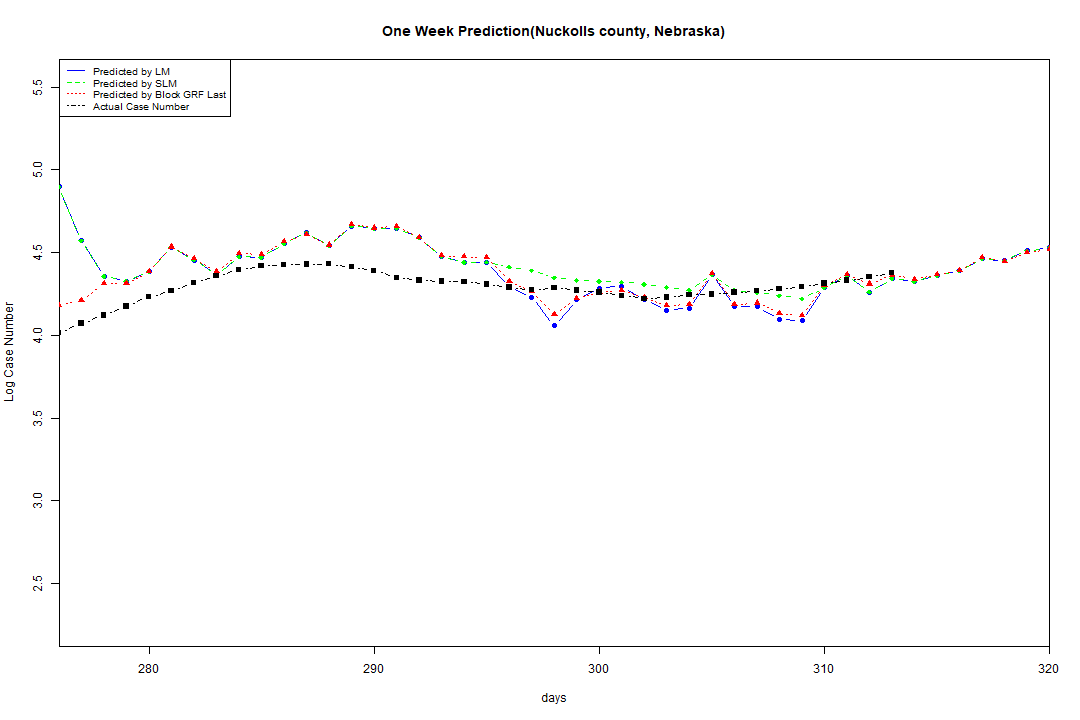 One Week Prediction(Nuckolls county, Nebraska)
Predicted by LM
Predicted by SLM
Predicted by Block GRF Last
Actual Case Number
5.5
5.0
4.5
4.0
3.5
3.0
2.5
Log Case Number
280 290 300 310 320
days